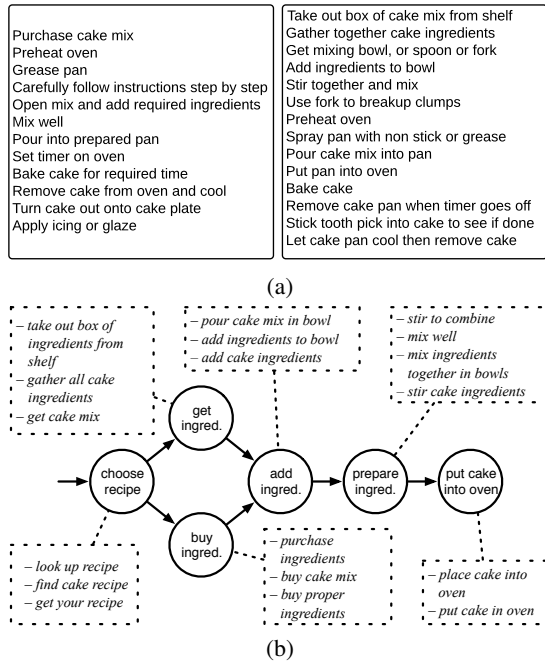 Purchase cake mix
Preheat oven
Grease pan
Carefully follow instructions step by step
Open mix and add required ingredients
Mix well
Pour into prepared pan
Set timer on oven
Bake cake for required time
Remove cake from oven and cool
Turn cake out onto cake plate
Apply icing or glaze
Take out box of cake mix from shelf
Gather together cake ingredients
Get mixing bowl, or spoon or fork
Add ingredients to bowl
Stir together and mix
Use fork to breakup clumps
Preheat oven
Spray pan with non stick or grease
Pour cake mix into pan
Put pan into oven
Bake cake
Remove cake pan when timer goes off
Stick tooth pick into cake to see if done
Let cake pan cool then remove cake
(a)
– take out box of
ingredients from
shelf
– gather all cake
ingredients
– get cake mix
– pour cake mix in bowl
– add ingredients to bowl
– add cake ingredients
– stir to combine
– mix well
– mix ingredients
together in bowls
– stir cake ingredients
get
ingred.
choose
recipe
add
ingred.
prepare
ingred.
put cake
into oven
buy
ingred.
– look up recipe
– find cake recipe
– get your recipe
– purchase
ingredients
– buy cake mix
– buy proper
ingredients
– place cake into
oven
– put cake in oven
(b)